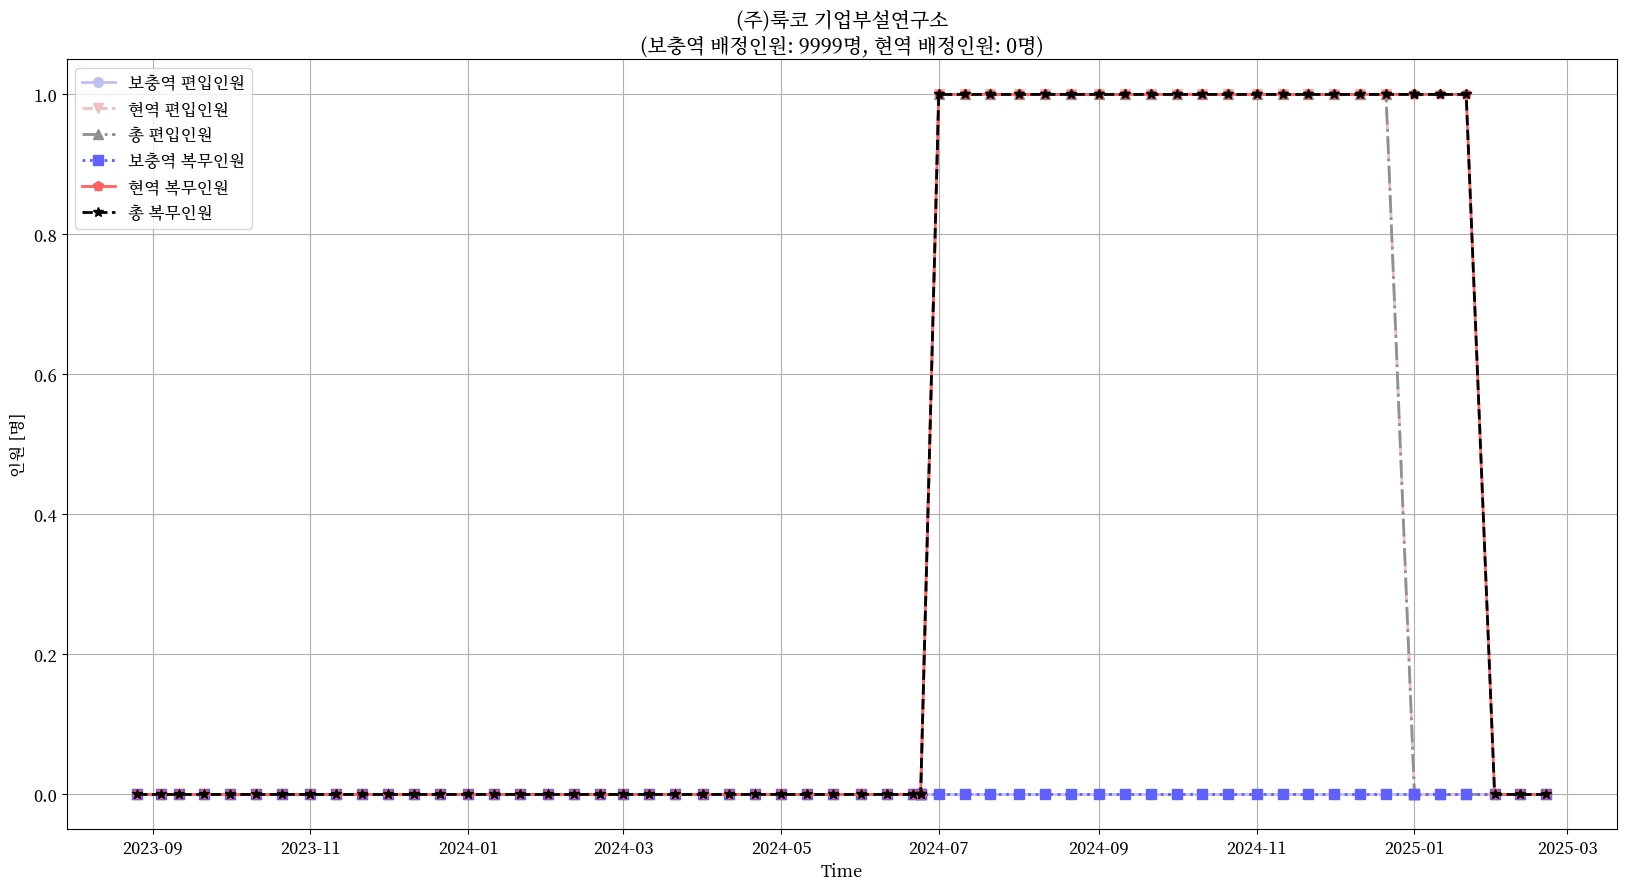 (주)룩코 기업부설연구소
(보충역 배정인원: 9999명, 현역 배정인원: 0명)
보충역 편입인원
현역 편입인원
총 편입인원
보충역 복무인원
현역 복무인원
총 복무인원
1.0
0.8
0.6
0.4
0.2
0.0
인원 [명]
2023-09
2023-11
2024-01
2024-03
2024-05
2024-07
2024-09
2024-11
2025-01
2025-03
Time